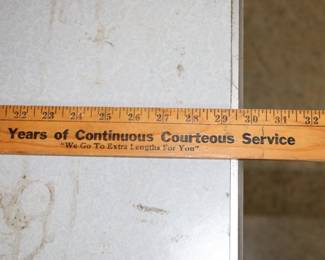 22 23 24 25 26 27 28 29 30 31 32
Years of Continuous Courteous Service
"We Go To Extra Lengths For You"